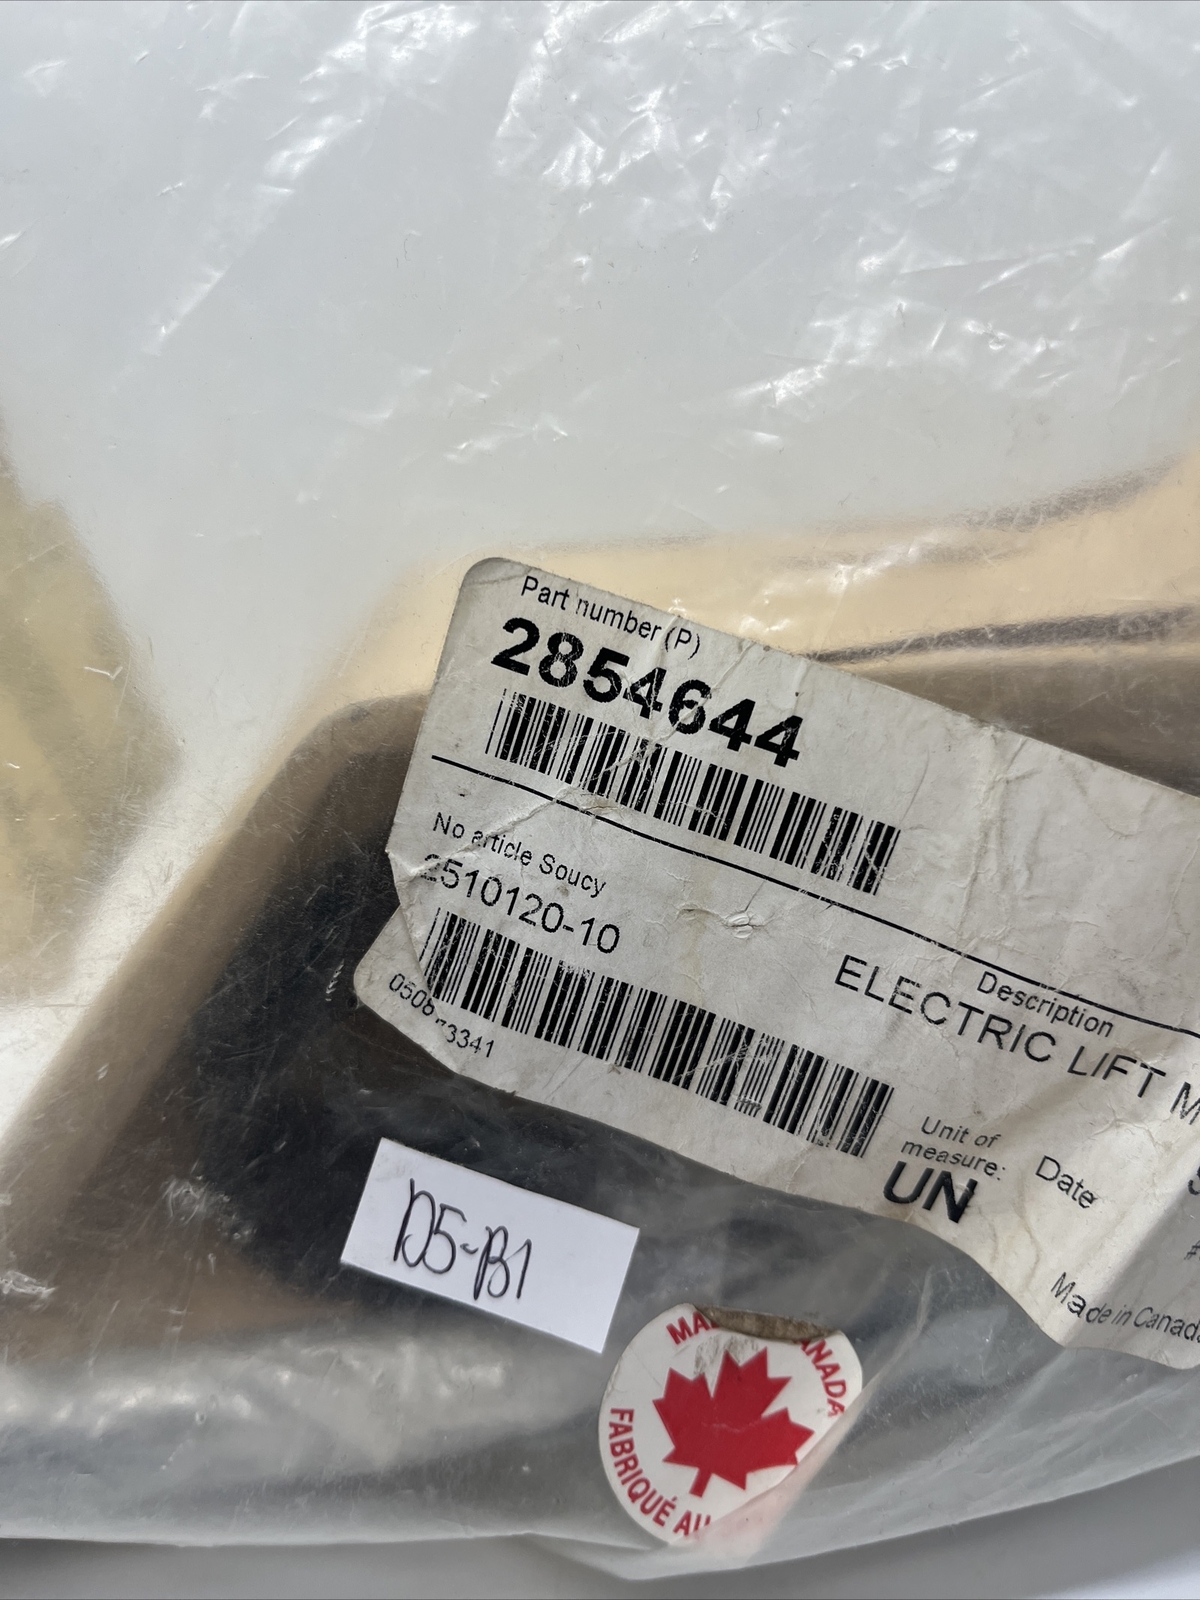 Part number (P)
2854644
No article Soucy
2510120-10
Description
ELECTRIC LIFT M
Unit of
measure:
UN
Date
Made in Canada
D5-B1
FABRIQUÉ AU